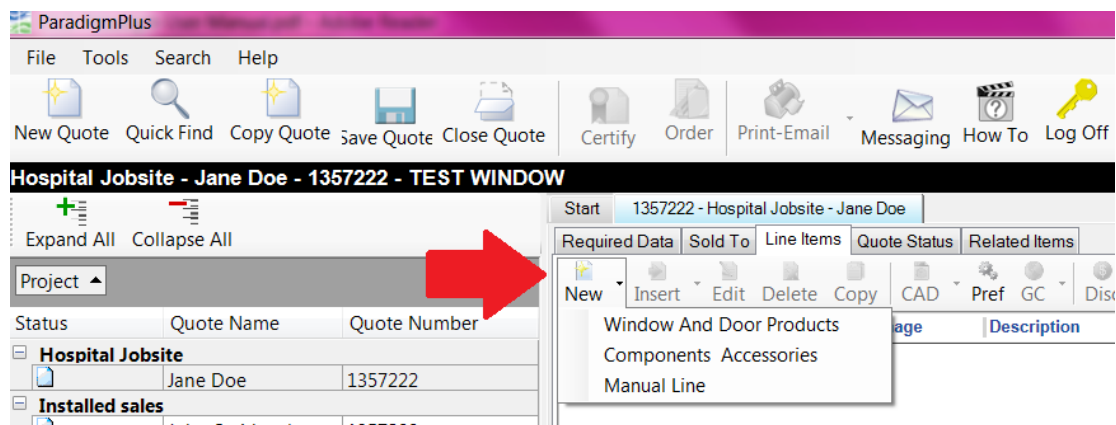 ParadigmPlus
File Tools Search Help
New Quote Quick Find Copy Quote Save Quote Close Quote Certify Order Print-Email Messaging How To Log Off
Hospital Jobsite - Jane Doe - 1357222 - TEST WINDOW
Expand All Collapse All
Start 1357222 - Hospital Jobsite - Jane Doe
Required Data Sold To Line Items Quote Status Related Items
Project
New Insert Edit Delete Copy CAD Pref GC
Status Quote Name Quote Number
Window And Door Products
Description
Components Accessories
Manual Line
Hospital Jobsite
Jane Doe 1357222
Installed sales